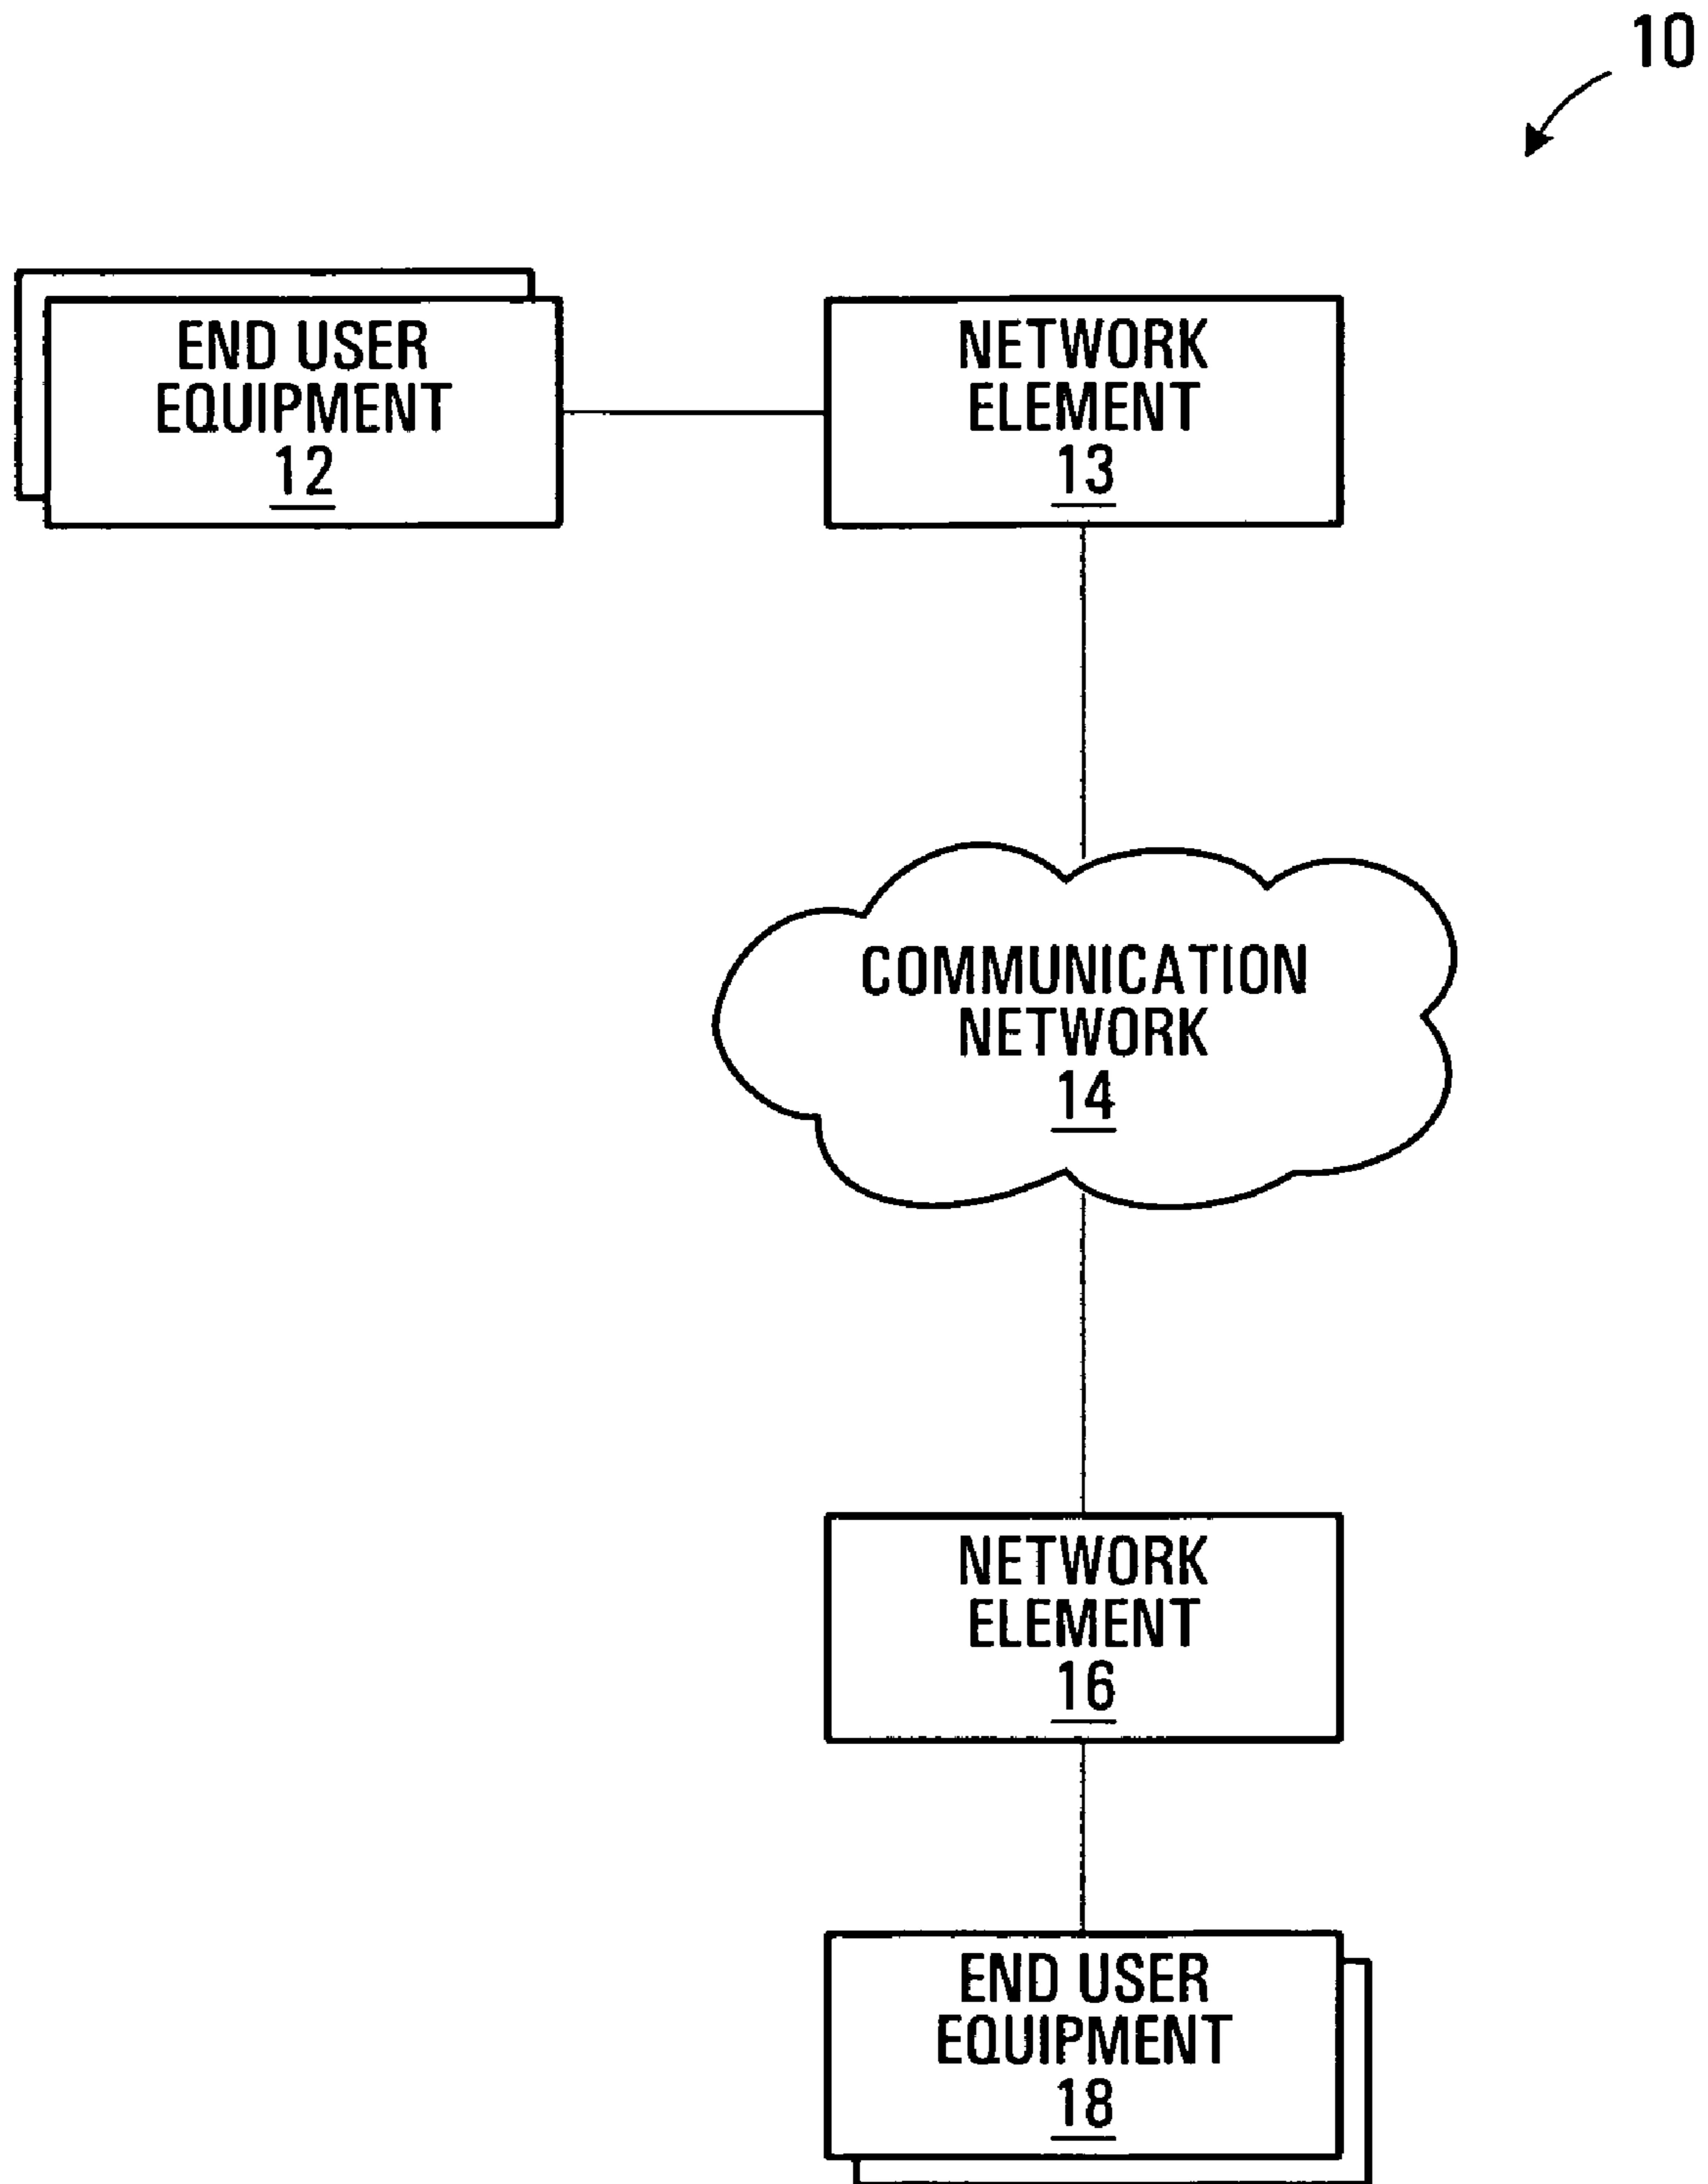 10
END USER
EQUIPMENT
12
NETWORK
ELEMENT
13
COMMUNICATION
NETWORK
14
NETWORK
ELEMENT
16
END USER
EQUIPMENT
18